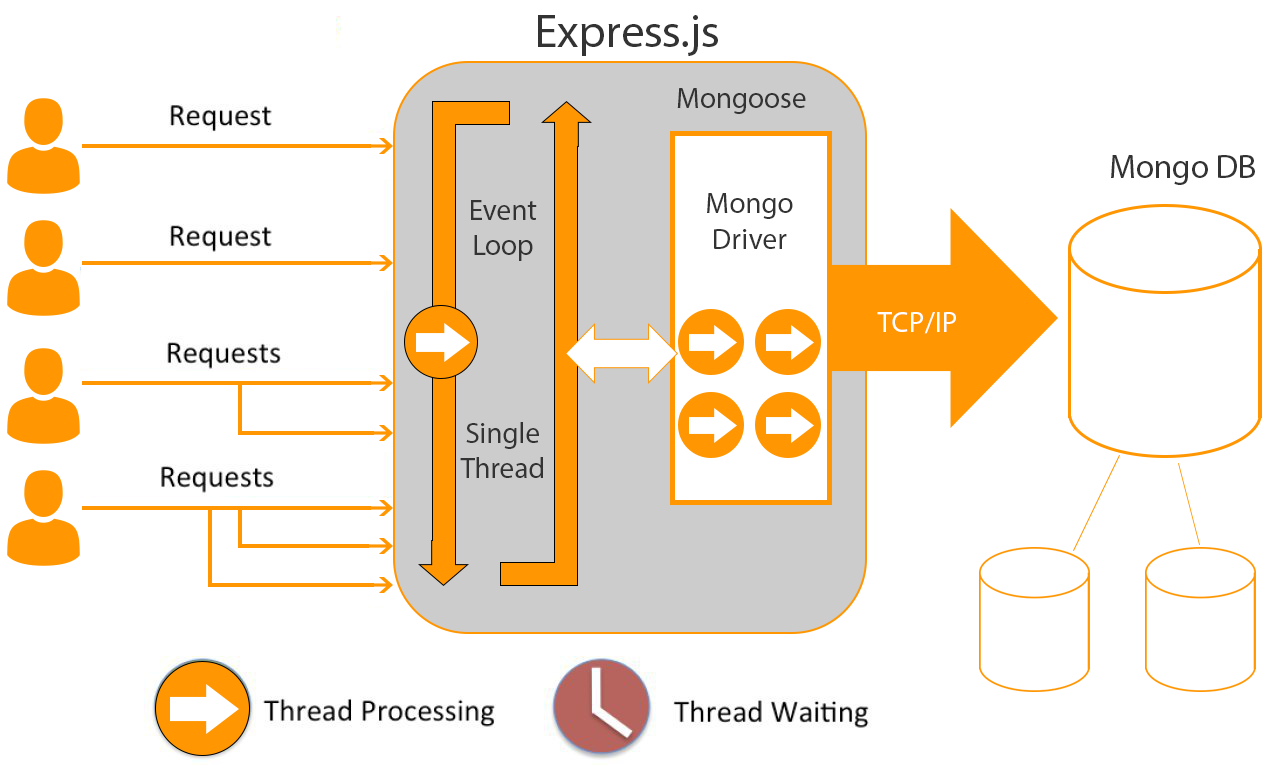 Express.js
Request
Mongoose
Mongo DB
Event
Loop
Mongo
Driver
Request
TCP/IP
Requests
Single
Thread
Requests
Thread Processing
Thread Waiting